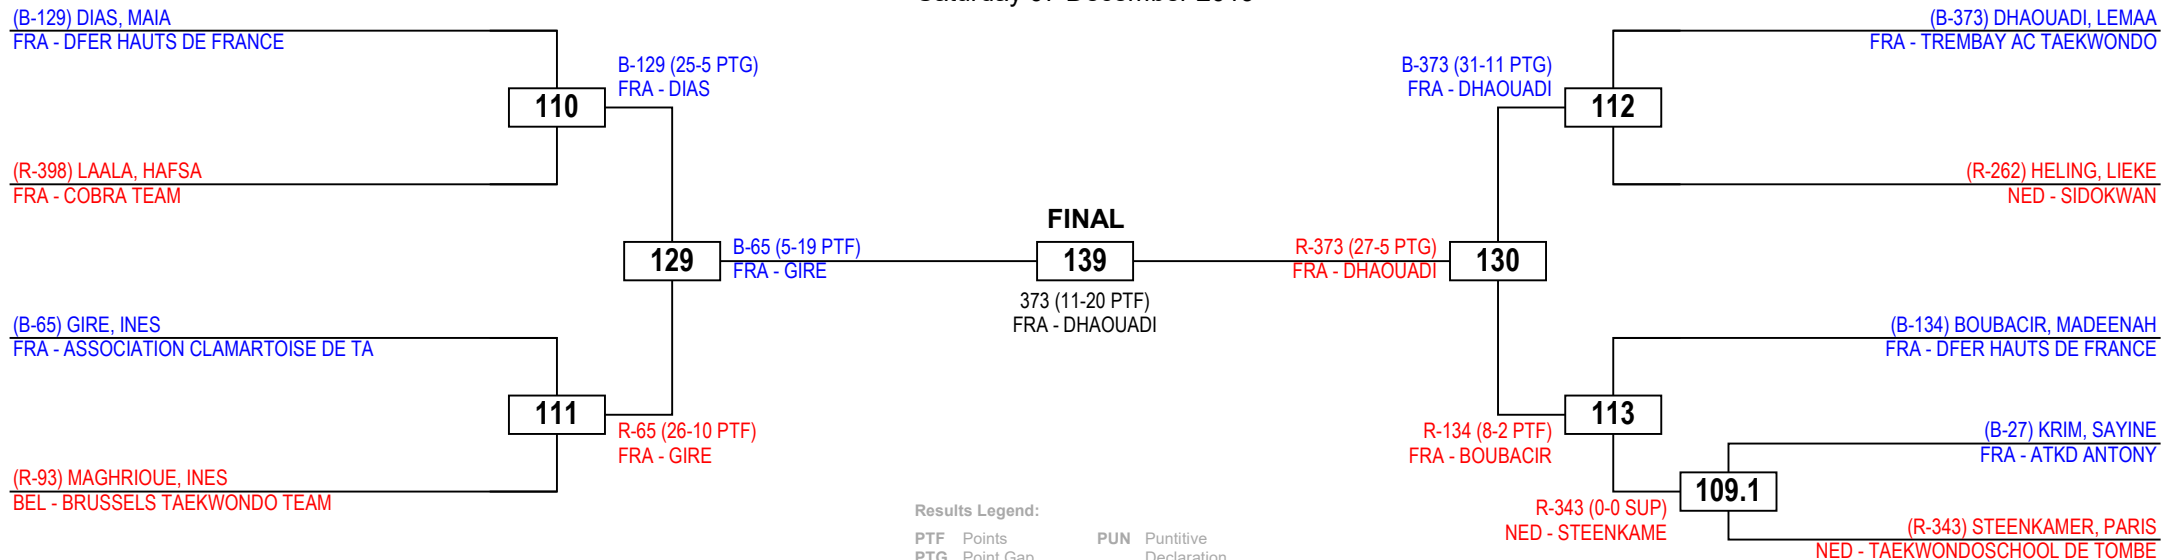 (B-129) DIAS, MAIA
FRA - DFER HAUTS DE FRANCE
B-129 (25-5 PTG)
FRA - DIAS
110
(R-398) LAALA, HAFSA
FRA - COBRA TEAM
129
B-65 (5-19 PTF)
FRA - GIRE
(B-65) GIRE, INES
FRA - ASSOCIATION CLAMARTOISE DE TA
111
R-65 (26-10 PTF)
FRA - GIRE
(R-93) MAGHRIOUE, INES
BEL - BRUSSELS TAEKWONDO TEAM
FINAL
139
373 (11-20 PTF)
FRA - DHAOUADI
(B-373) DHAOUADI, LEMAA
FRA - TREMBAY AC TAEKWONDO
B-373 (31-11 PTG)
FRA - DHAOUADI
112
(R-262) HELING, LIEKE
NED - SIDOKWAN
R-373 (27-5 PTG)
FRA - DHAOUADI
130
(B-134) BOUBACIR, MADEENAH
FRA - DFER HAUTS DE FRANCE
113
R-134 (8-2 PTF)
FRA - BOUBACIR
(B-27) KRIM, SAYINE
FRA - ATKD ANTONY
109.1
R-343 (0-0 SUP)
NED - STEENKAME
(R-343) STEENKAMER, PARIS
NED - TAEKWONDOSCHOOL DE TOMBE
Results Legend:
PTF Points PUN Puntitive
PTG Point Gap Declaration